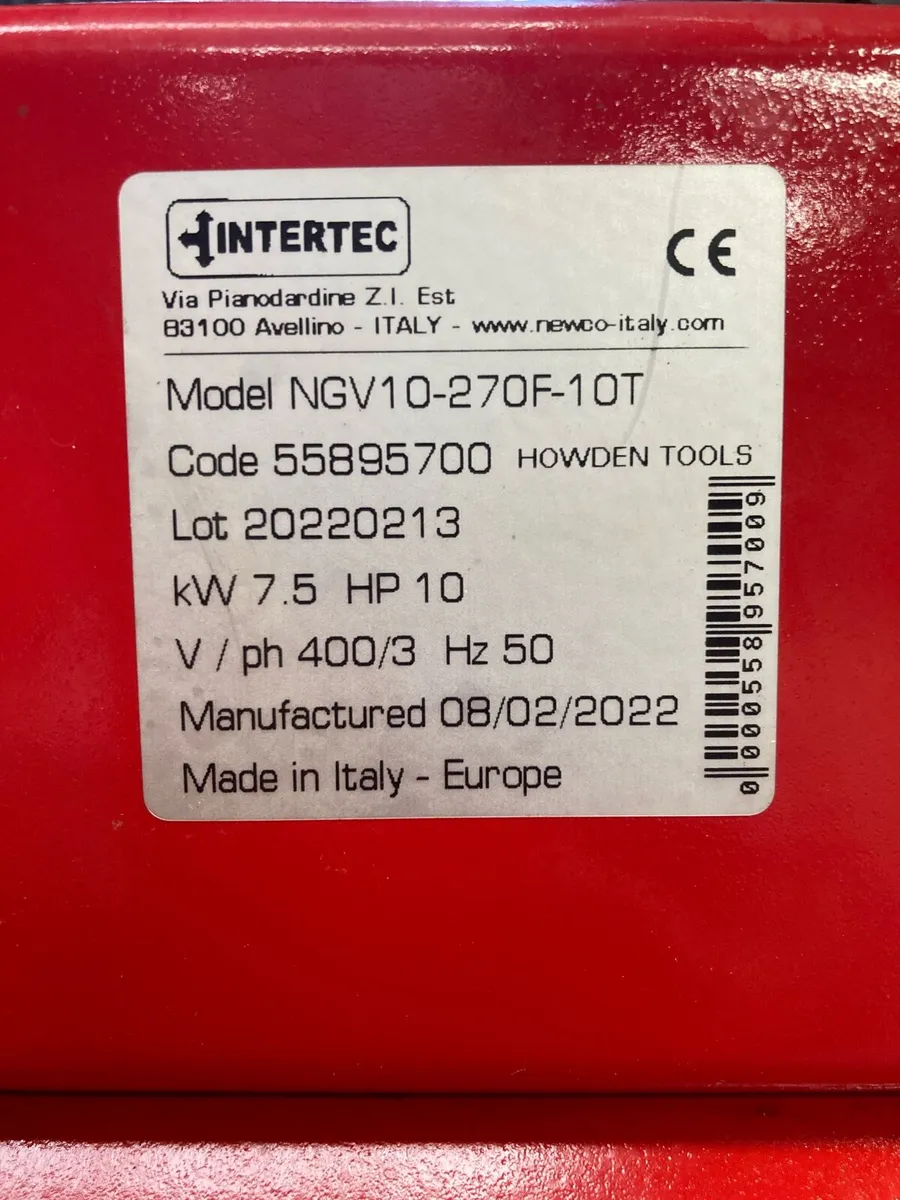 INTERTEC
CE
Via Pianodardine Z.I. Est
83100 Avellino - ITALY - www.newco-italy.com
Model NGV10-270F-10T
Code 55895700 HOWDEN TOOLS
Lot 20220213
kW 7.5 HP 10
V / ph 400/3 Hz 50
Manufactured 08/02/2022
Made in Italy - Europe
0 000558 957009